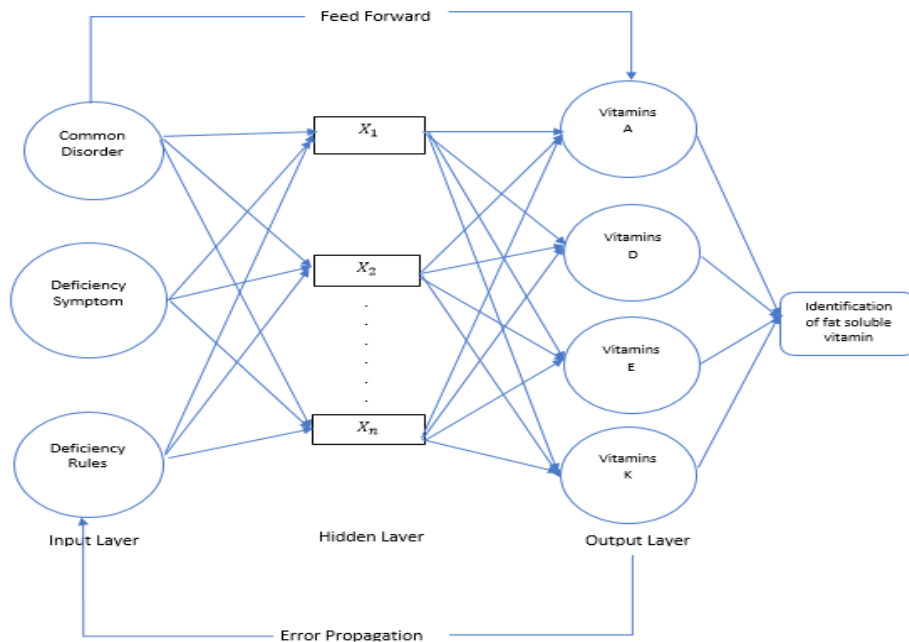 Feed Forward
Common
Disorder
Deficiency
Symptom
Deficiency
Rules
Input Layer
X₁
X₂
Xₙ
Hidden Laver
Vitamins
A
Vitamins
D
Vitamins
E
Vitamins
K
Output Layer
Identification
of fat soluble
vitamin
Error Propagation